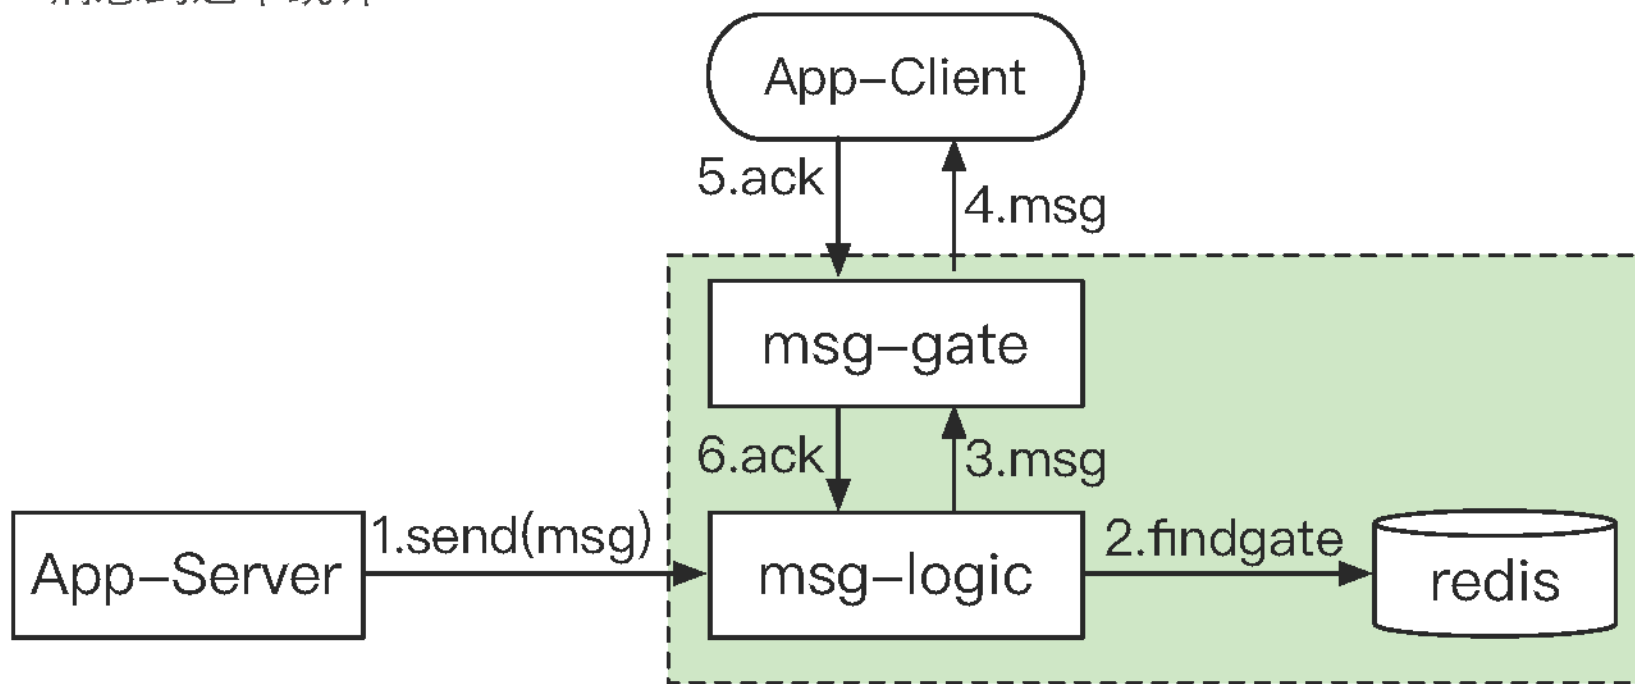 App-Client
5.ack
4.msg
msg-gate
6.ack
3.msg
App-Server
1.send(msg)
msg-logic
2.findgate
redis